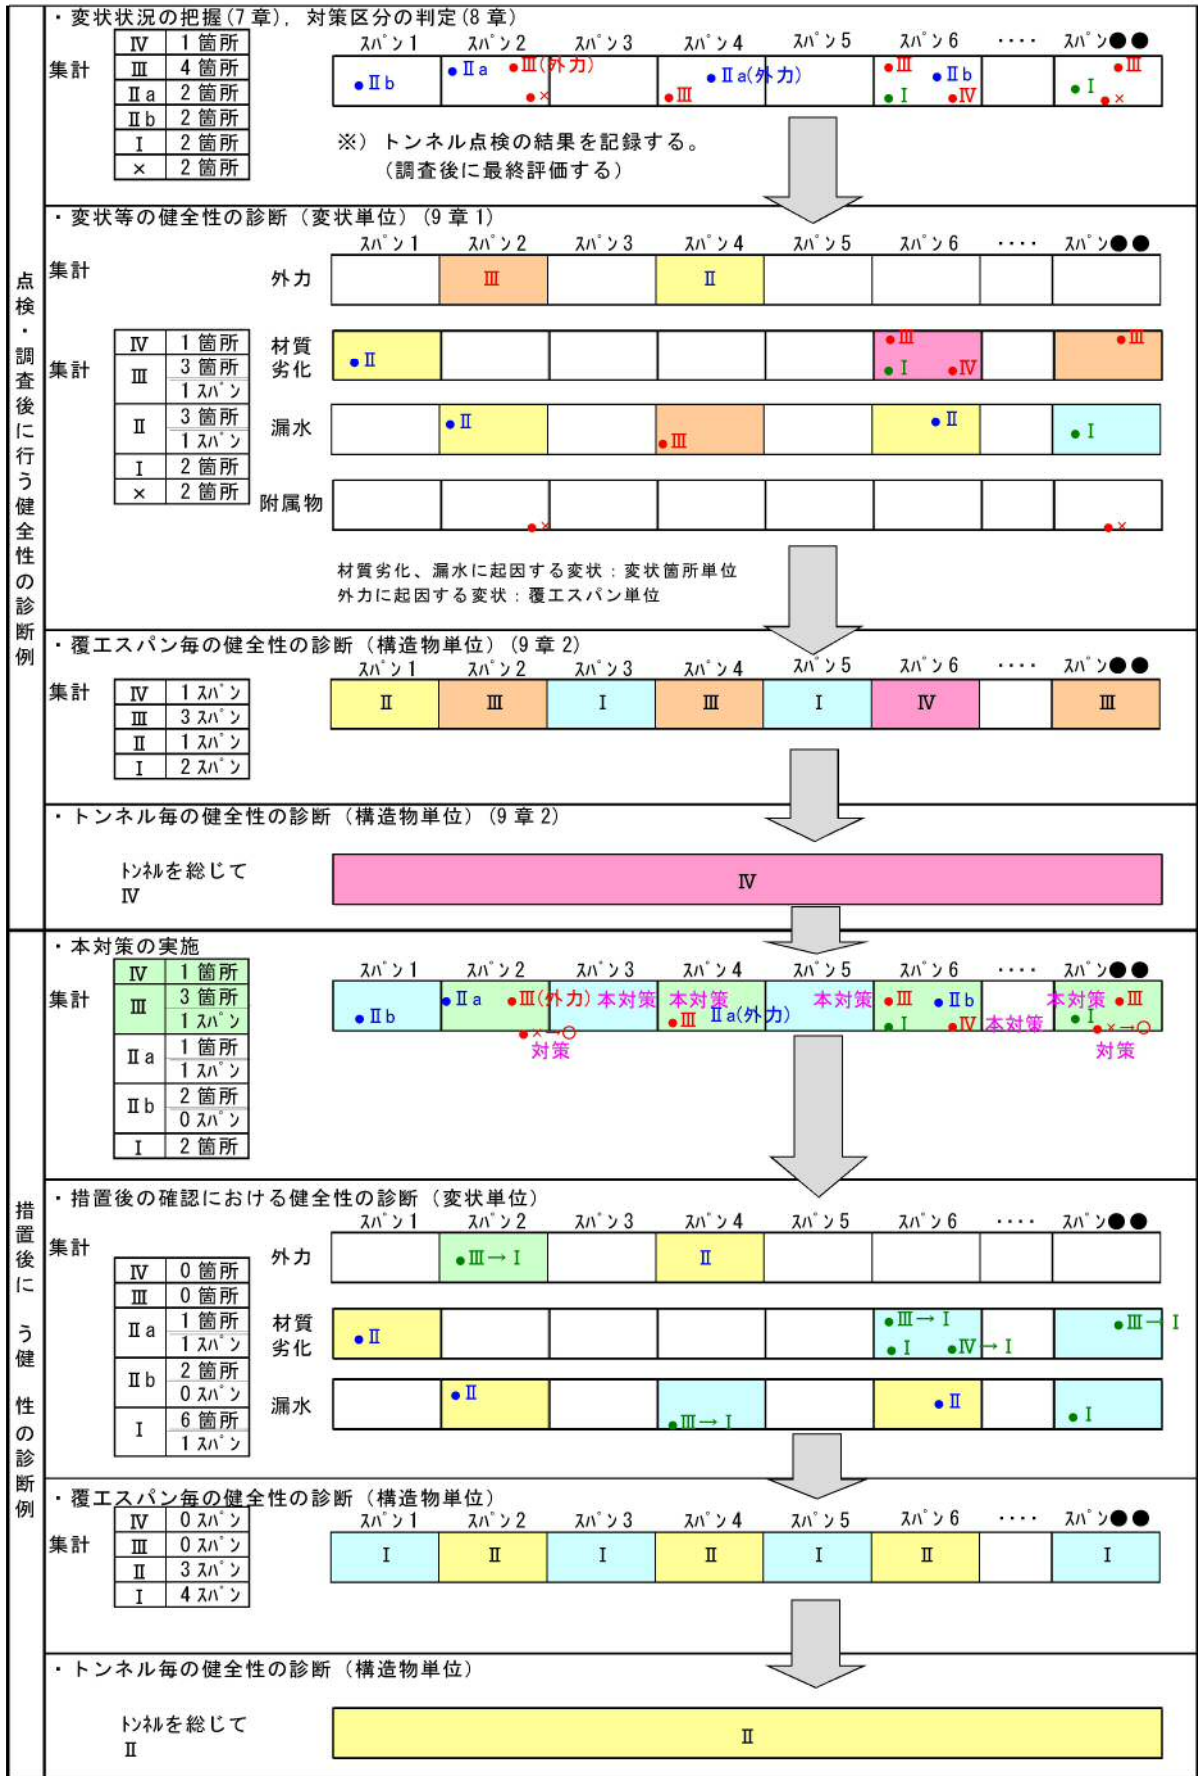 点検・調査後に行う健全性の診断例
・変状状況の把握(7章), 対策区分の判定(8章)
集計
Ⅳ 1箇所
Ⅲ 4箇所
Ⅱa 2箇所
Ⅱb 2箇所
Ⅰ 2箇所
× 2箇所
スパン1 スパン2 スパン3 スパン4 スパン5 スパン6 ・・・・ スパン●●
●Ⅱb ●Ⅱa ●Ⅲ(外力) ●× ●Ⅲ ●Ⅱa(外力) ●Ⅲ ●Ⅱb ●Ⅰ ●Ⅳ ●Ⅰ ●Ⅲ ●×
※) トンネル点検の結果を記録する。
(調査後に最終評価する)
・変状等の健全性の診断(変状単位)(9章1)
スパン1 スパン2 スパン3 スパン4 スパン5 スパン6 ・・・・ スパン●●
集計
外力 Ⅲ Ⅱ
集計
Ⅳ 1箇所
Ⅲ 3箇所
1スパン
Ⅱ 3箇所
1スパン
Ⅰ 2箇所
× 2箇所
材質
劣化
●Ⅱ ●Ⅲ ●Ⅰ ●Ⅳ ●Ⅲ
漏水 ●Ⅱ ●Ⅲ ●Ⅱ ●Ⅰ
附属物 ●× ●×
材質劣化、漏水に起因する変状：変状箇所単位
外力に起因する変状：覆工スパン単位
・覆工スパン毎の健全性の診断(構造物単位)(9章2)
スパン1 スパン2 スパン3 スパン4 スパン5 スパン6 ・・・・ スパン●●
集計
Ⅳ 1スパン
Ⅲ 3スパン
Ⅱ 1スパン
Ⅰ 2スパン
Ⅱ Ⅲ Ⅰ Ⅲ Ⅰ Ⅳ Ⅲ
・トンネル毎の健全性の診断(構造物単位)(9章2)
トンネルを総じて
Ⅳ
Ⅳ
措置後に う健 性の診断例
・本対策の実施
集計
Ⅳ 1箇所
Ⅲ 3箇所
1スパン
Ⅱa 1箇所
1スパン
Ⅱb 2箇所
0スパン
Ⅰ 2箇所
スパン1 スパン2 スパン3 スパン4 スパン5 スパン6 ・・・・ スパン●●
●Ⅱa ●Ⅲ(外力) 本対策 本対策 本対策 ●Ⅲ ●Ⅱb 本対策 ●Ⅲ
●Ⅱb ●Ⅲ Ⅱa(外力) ●Ⅰ ●Ⅳ 本対策 ●Ⅰ
●×→○ ●×→○
対策 対策
・措置後の確認における健全性の診断(変状単位)
スパン1 スパン2 スパン3 スパン4 スパン5 スパン6 ・・・・ スパン●●
集計
Ⅳ 0箇所
Ⅲ 0箇所
Ⅱa 1箇所
1スパン
Ⅱb 2箇所
0スパン
Ⅰ 6箇所
1スパン
外力 ●Ⅲ→Ⅰ Ⅱ
材質
劣化
●Ⅱ ●Ⅲ→Ⅰ ●Ⅰ ●Ⅳ→Ⅰ ●Ⅲ→Ⅰ
漏水 ●Ⅱ ●Ⅲ→Ⅰ ●Ⅱ ●Ⅰ
・覆工スパン毎の健全性の診断(構造物単位)
スパン1 スパン2 スパン3 スパン4 スパン5 スパン6 ・・・・ スパン●●
集計
Ⅳ 0スパン
Ⅲ 0スパン
Ⅱ 3スパン
Ⅰ 4スパン
Ⅰ Ⅱ Ⅰ Ⅱ Ⅰ Ⅱ Ⅰ
・トンネル毎の健全性の診断(構造物単位)
トンネルを総じて
Ⅱ
Ⅱ